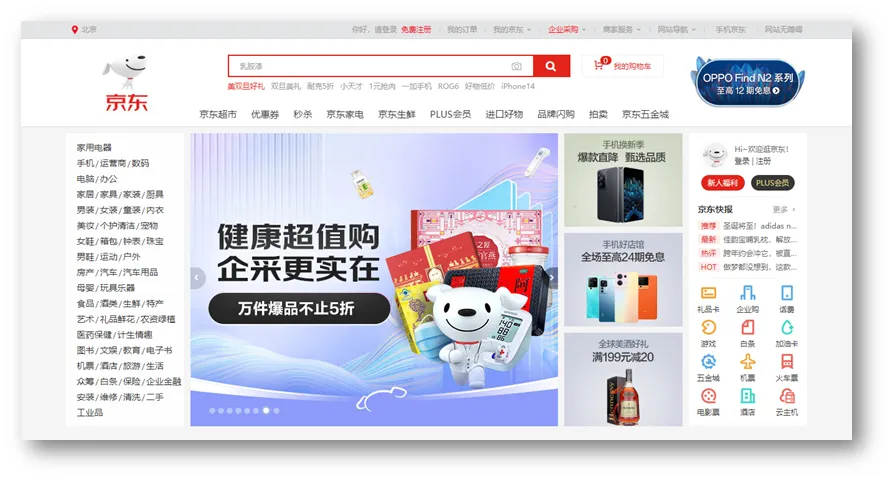 北京
你好，请登录 免费注册 我的订单 我的京东 企业采购 商家服务 网站导航 手机京东 网站无障碍
京东
乳胶漆
0 我的购物车
美双旦好礼 双旦美礼 耐克5折 小天才 1元抢肉 一加手机 ROG6 好物低价 iPhone14
OPPO Find N2 系列
至高 12 期免息
京东超市 优惠券 秒杀 京东家电 京东生鲜 PLUS会员 进口好物 品牌闪购 拍卖 京东五金城
家用电器
手机/运营商/数码
电脑/办公
家居/家具/家装/厨具
男装/女装/童装/内衣
美妆/个护清洁/宠物
女鞋/箱包/钟表/珠宝
男鞋/运动/户外
房产/汽车/汽车用品
母婴/玩具乐器
食品/酒类/生鲜/特产
艺术/礼品鲜花/农资绿植
医药保健/计生情趣
图书/文娱/教育/电子书
机票/酒店/旅游/生活
众筹/白条/保险/企业金融
安装/维修/清洗/二手
工业品
健康超值购
企采更实在
万件爆品不止5折
手机换新季
爆款直降 甄选品质
手机好店馆
全场至高24期免息
全球美酒好礼
满199元减20
Hi~欢迎逛京东!
登录 | 注册
新人福利 PLUS会员
京东快报 更多
推荐 圣诞将至! adidas n...
最新 佳韵宝哺乳枕，解放...
热评 跨年约会冲它，被直...
HOT 做梦都没想到，这款...
礼品卡 企业购 话费
游戏 白条 加油卡
五金城 机票 火车票
电影票 酒店 云主机